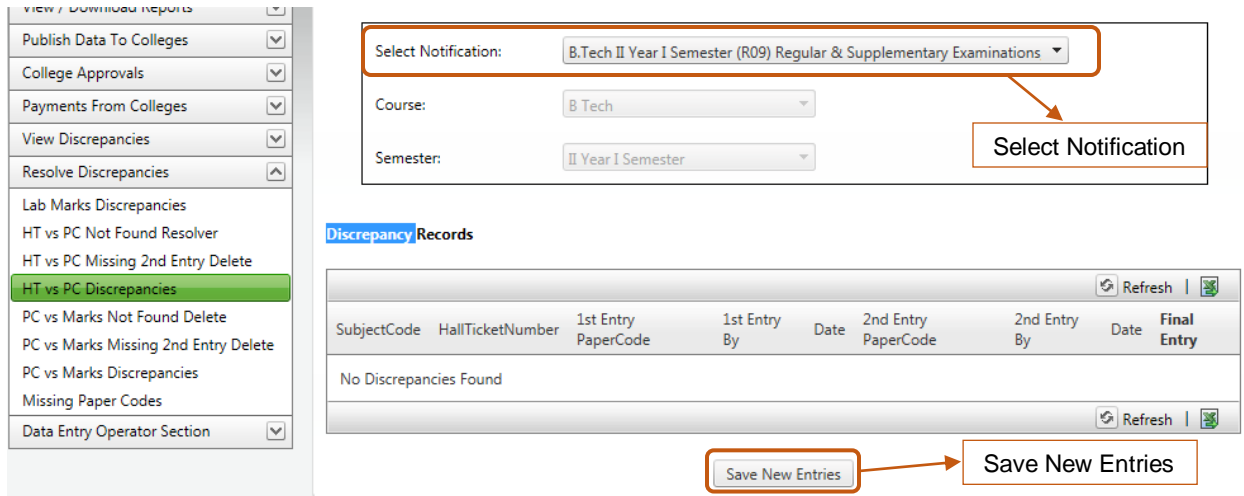 View / Download Reports
Publish Data To Colleges
College Approvals
Payments From Colleges
View Discrepancies
Resolve Discrepancies
Lab Marks Discrepancies
HT vs PC Not Found Resolver
HT vs PC Missing 2nd Entry Delete
HT vs PC Discrepancies
PC vs Marks Not Found Delete
PC vs Marks Missing 2nd Entry Delete
PC vs Marks Discrepancies
Missing Paper Codes
Data Entry Operator Section
Select Notification: B.Tech II Year I Semester (R09) Regular & Supplementary Examinations
Course: B Tech
Select Notification
Semester: II Year I Semester
Discrepancy Records
Refresh |
SubjectCode HallTicketNumber 1st Entry PaperCode 1st Entry By Date 2nd Entry PaperCode 2nd Entry By Date Final Entry
No Discrepancies Found
Refresh |
Save New Entries
Save New Entries